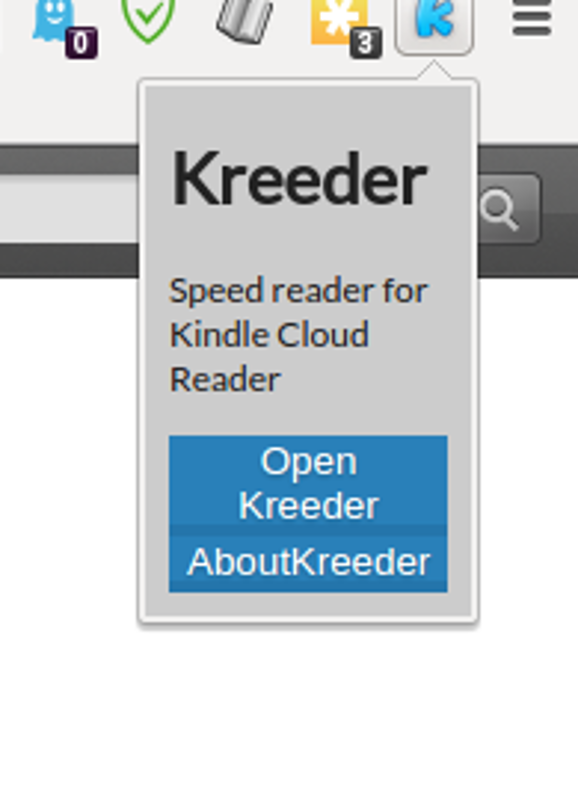 0
3
Kreeder
Speed reader for
Kindle Cloud
Reader
Open
Kreeder
AboutKreeder